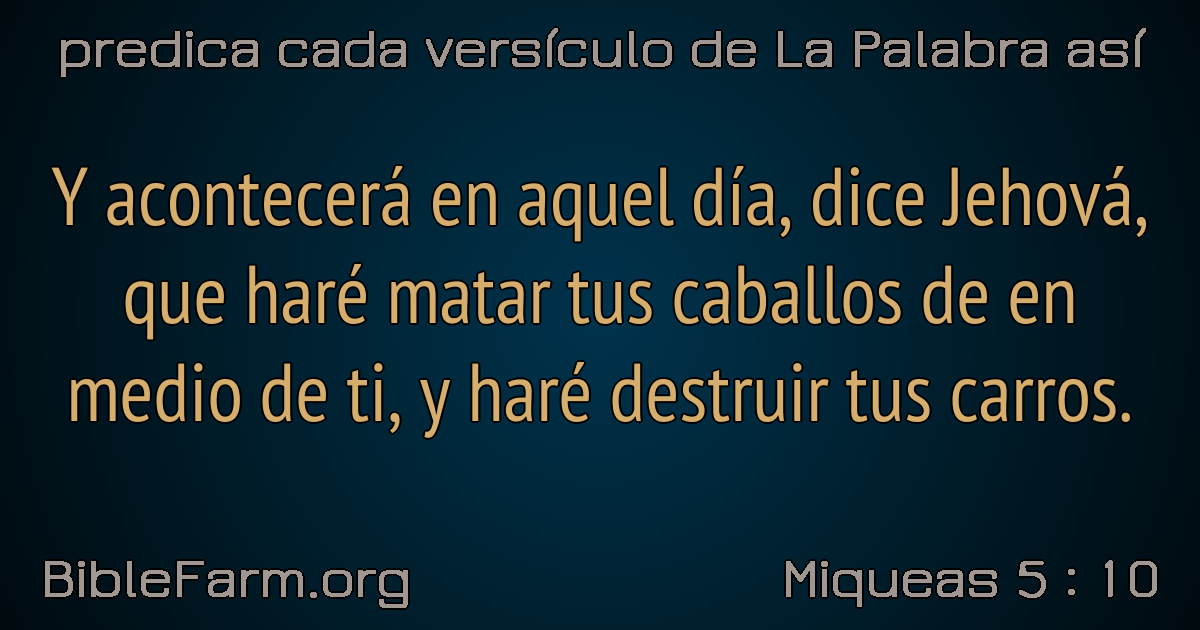 predica cada versículo de La Palabra así
Y acontecerá en aquel día, dice Jehová,
que haré matar tus caballos de en
medio de ti, y haré destruir tus carros.
BibleFarm.org
Miqueas 5 : 10